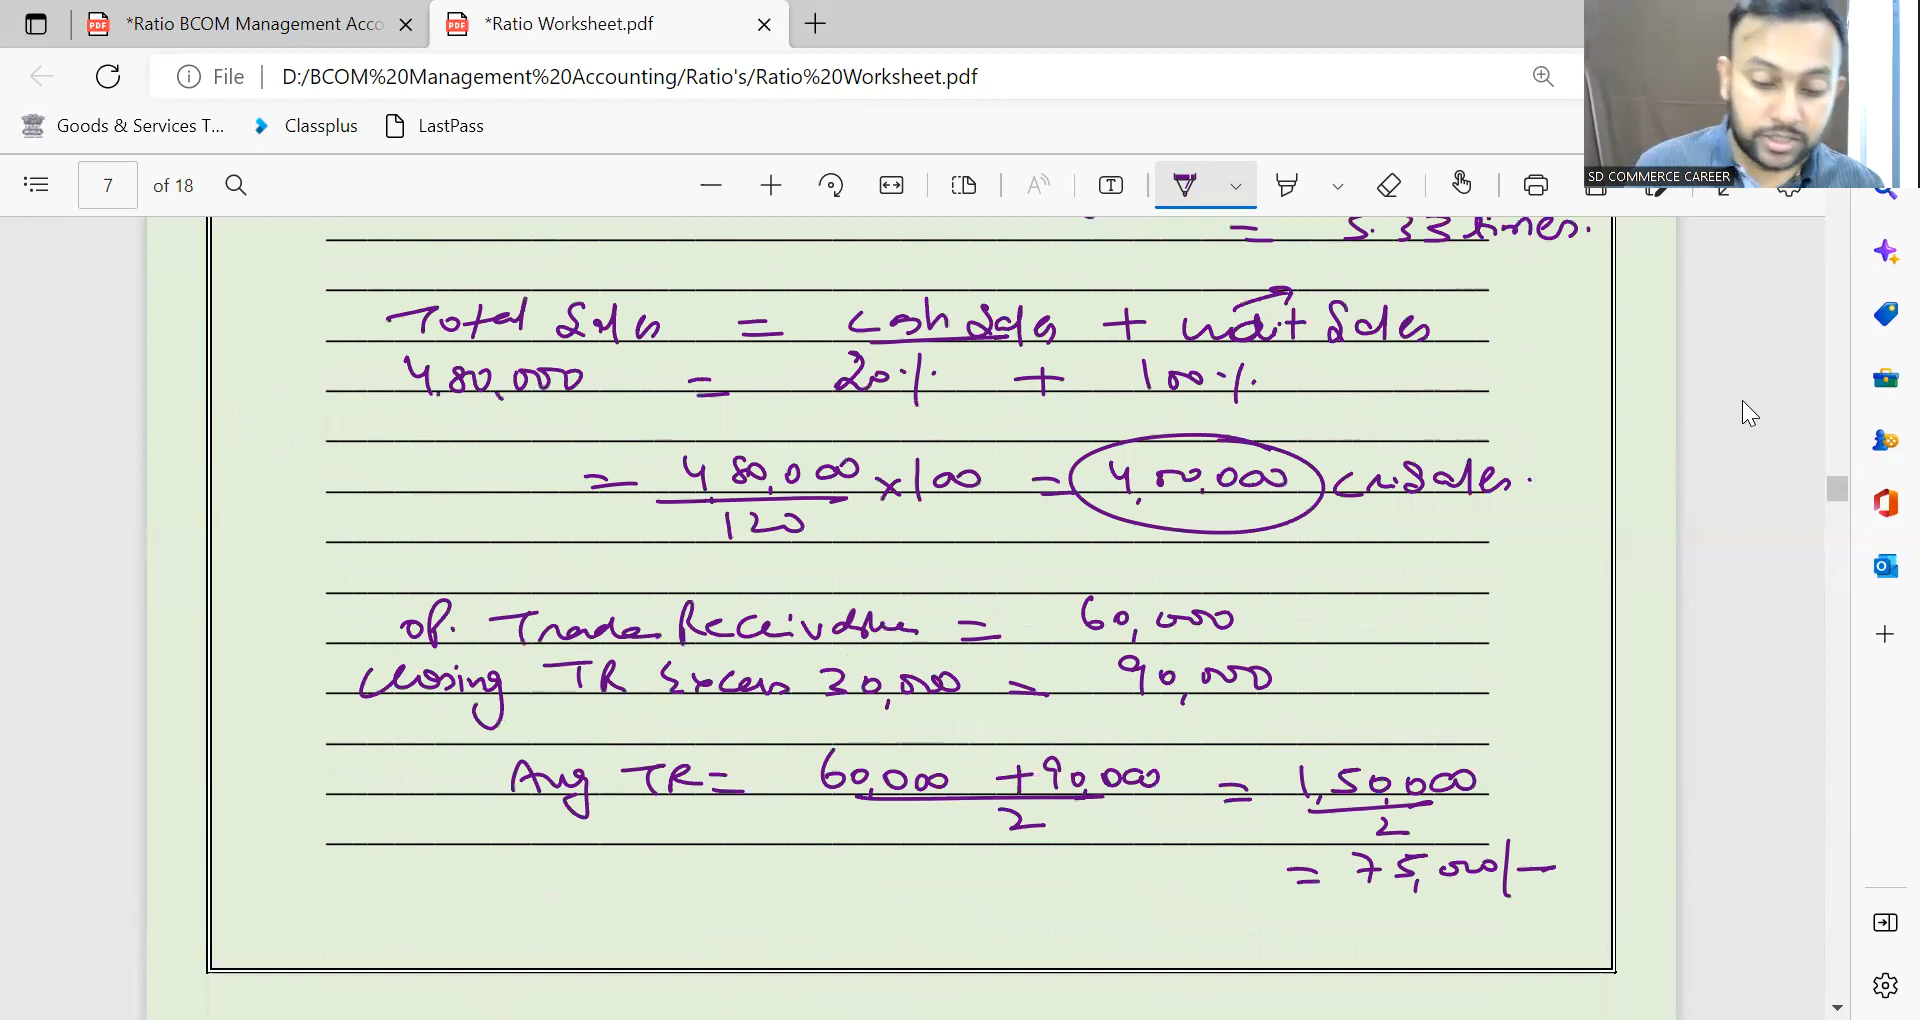 *Ratio BCOM Management Acco
*Ratio Worksheet.pdf
File
D:/BCOM%20Management%20Accounting/Ratio's/Ratio%20Worksheet.pdf
Goods & Services T...
Classplus
LastPass
SD COMMERCE CAREER
7 of 18
= 5.33 times.
Total Sales = Cash Sales + credit Sales
4,80,000 = 20% + 100%
= 4,80,000 × 100 = 4,00,000 Cr. Sales.
120
op. Trade Receivables = 60,000
closing TR Excess 30,000 = 90,000
Avg TR = 60,000 + 90,000 = 1,50,000
2 2
= 75,000/-